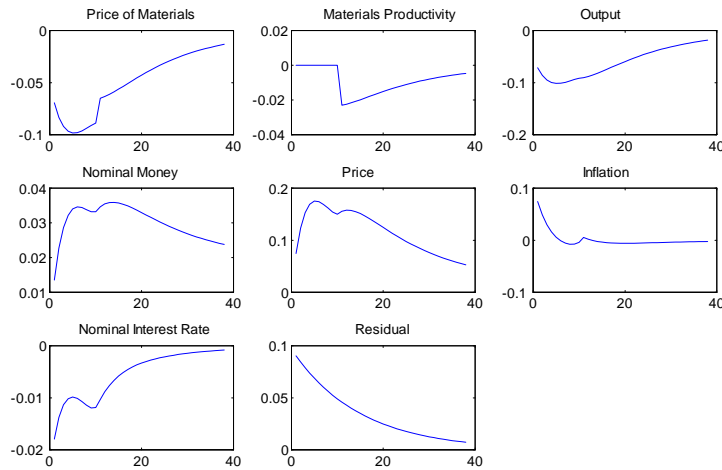 Price of Materials
0
-0.05
-0.1
0 20 40
Materials Productivity
0.02
0
-0.02
-0.04
0 20 40
Output
0
-0.1
-0.2
0 20 40
Nominal Money
0.04
0.03
0.02
0.01
0 20 40
Price
0.2
0.1
0
0 20 40
Inflation
0.1
0
-0.1
0 20 40
Nominal Interest Rate
0
-0.01
-0.02
0 20 40
Residual
0.1
0.05
0
0 20 40